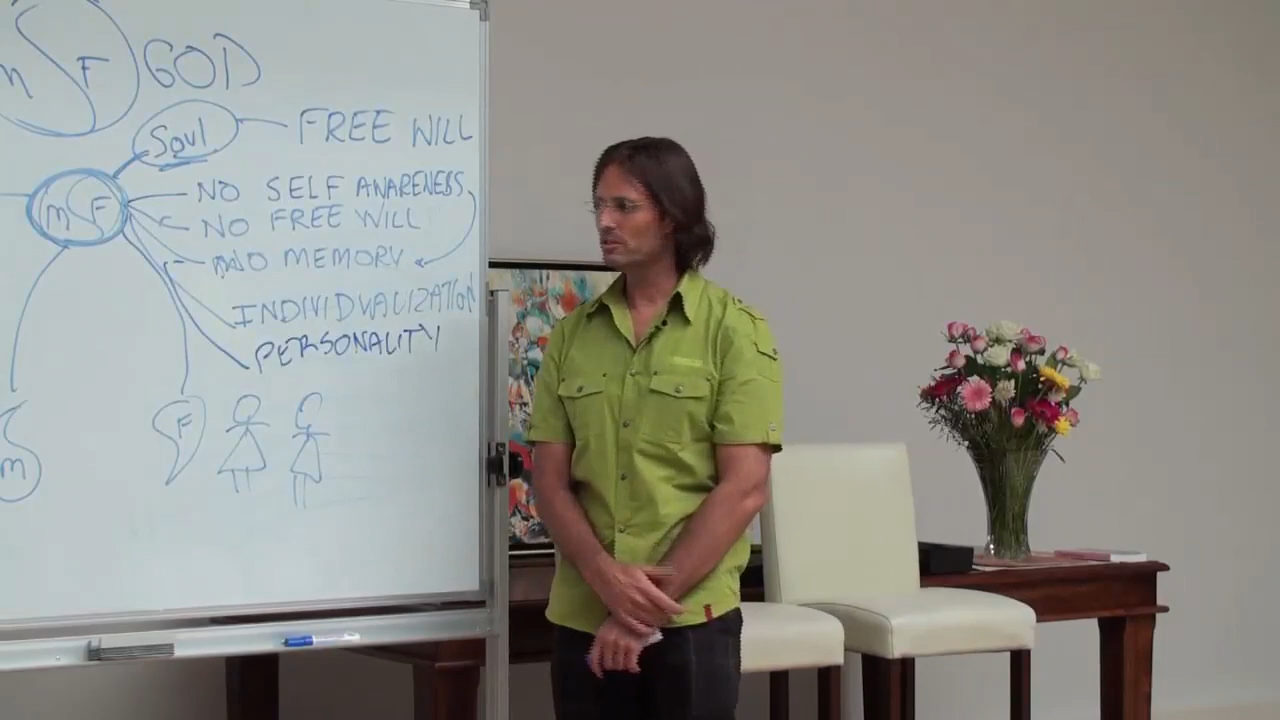 M F GOD
Soul
FREE WILL
NO SELF AWARENESS
M F
NO FREE WILL
NO MEMORY
INDIVIDUALIZATION
PERSONALITY
F
M